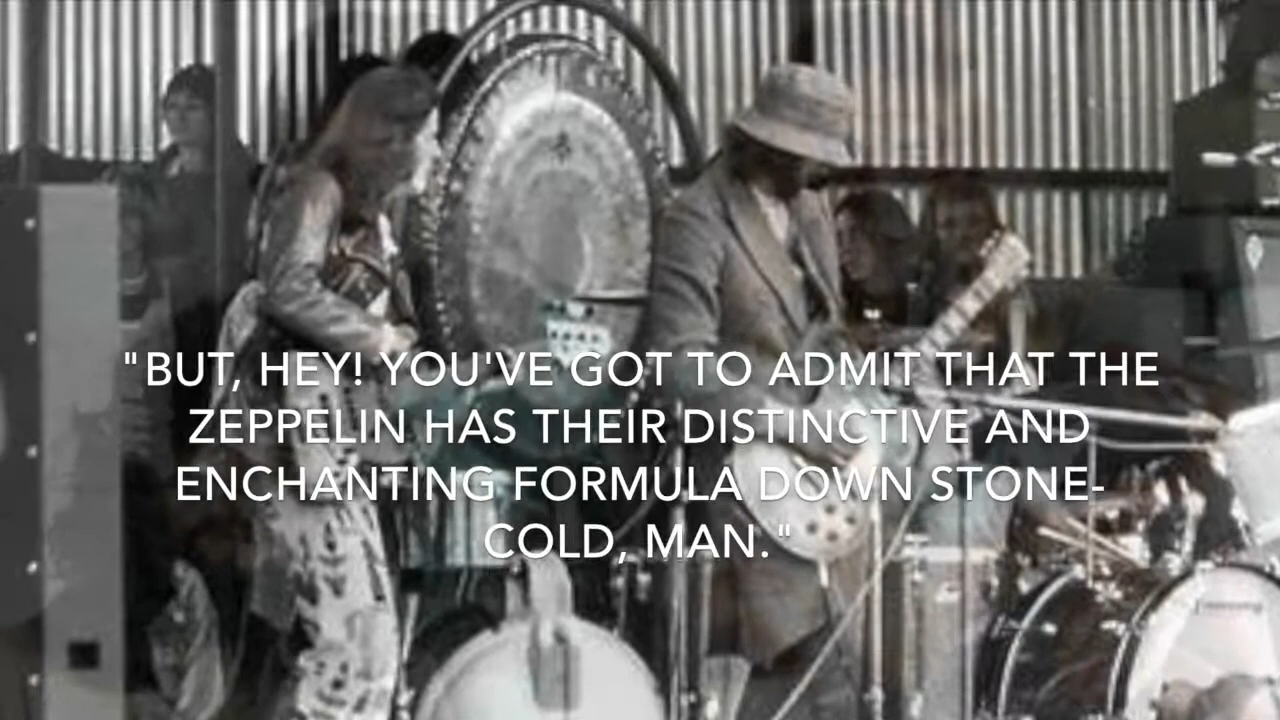 "BUT, HEY! YOU'VE GOT TO ADMIT THAT THE
ZEPPELIN HAS THEIR DISTINCTIVE AND
ENCHANTING FORMULA DOWN STONE-
COLD, MAN."